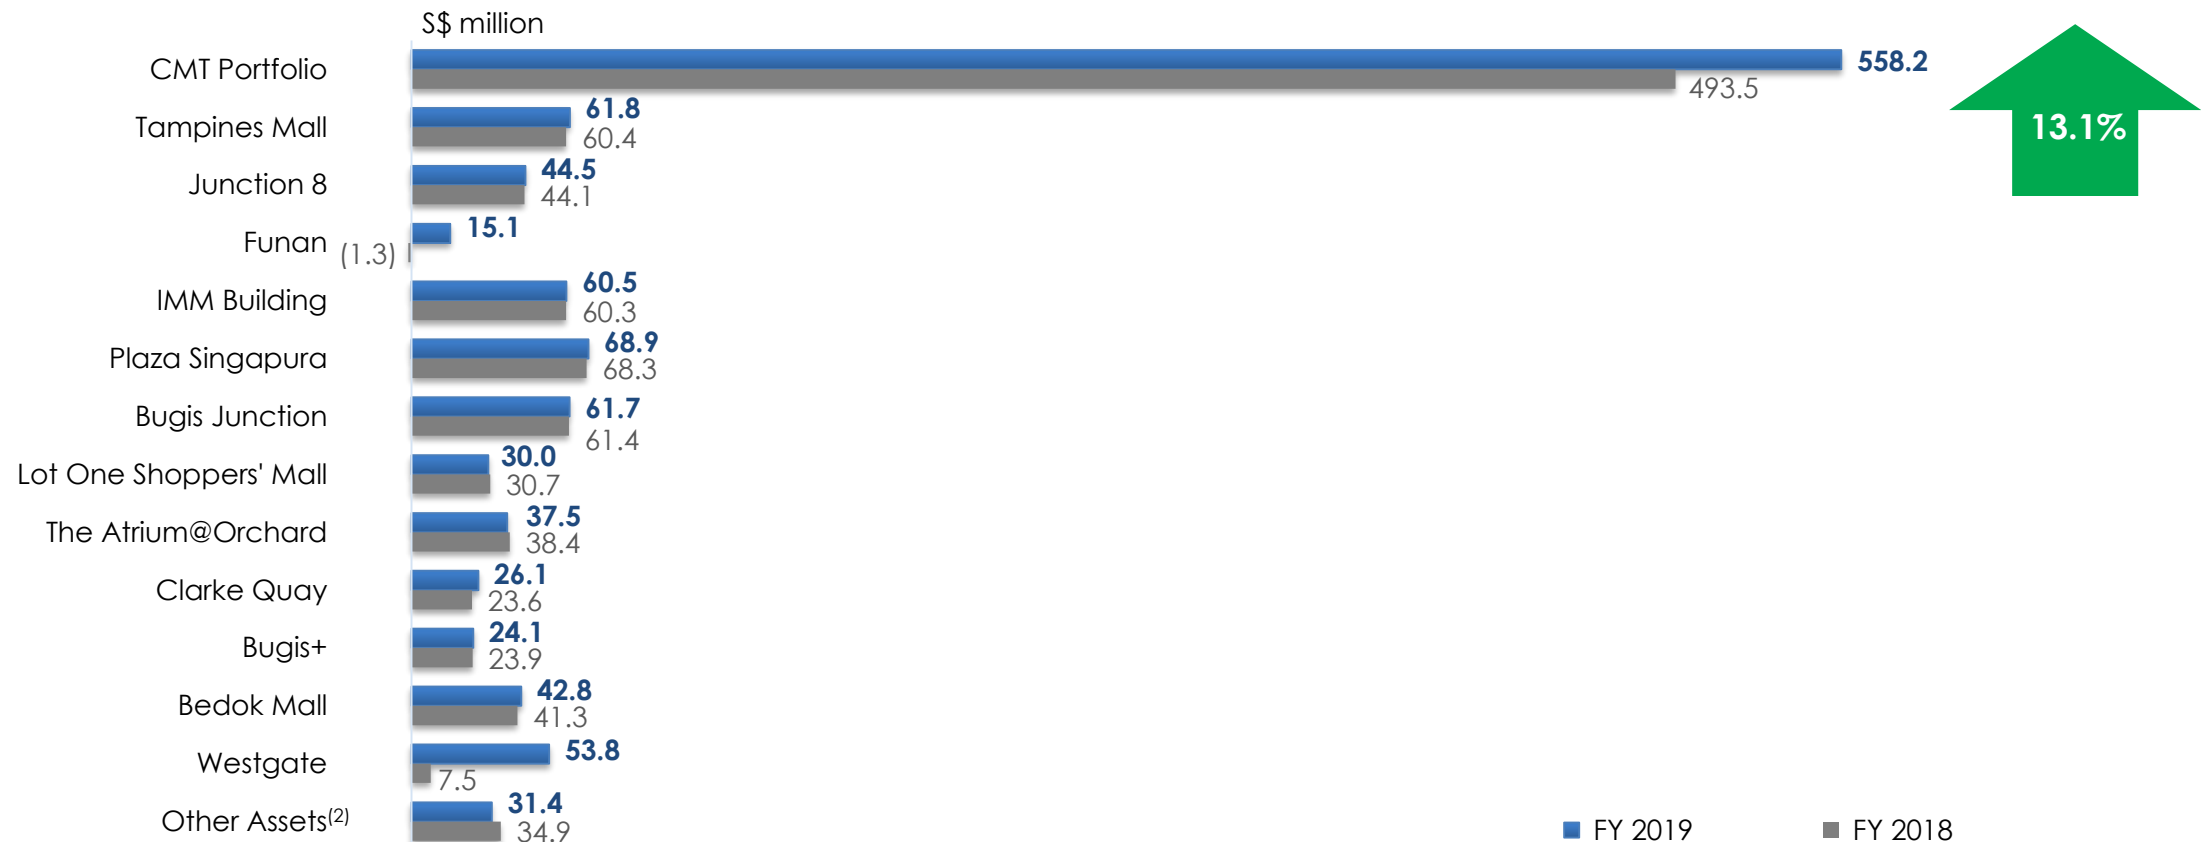 S$ million
CMT Portfolio
558.2
493.5
13.1%
Tampines Mall
61.8
60.4
Junction 8
44.5
44.1
Funan
15.1
(1.3)
IMM Building
60.5
60.3
Plaza Singapura
68.9
68.3
Bugis Junction
61.7
61.4
Lot One Shoppers' Mall
30.0
30.7
The Atrium@Orchard
37.5
38.4
Clarke Quay
26.1
23.6
Bugis+
24.1
23.9
Bedok Mall
42.8
41.3
Westgate
53.8
7.5
Other Assets(2)
31.4
34.9
FY 2019
FY 2018